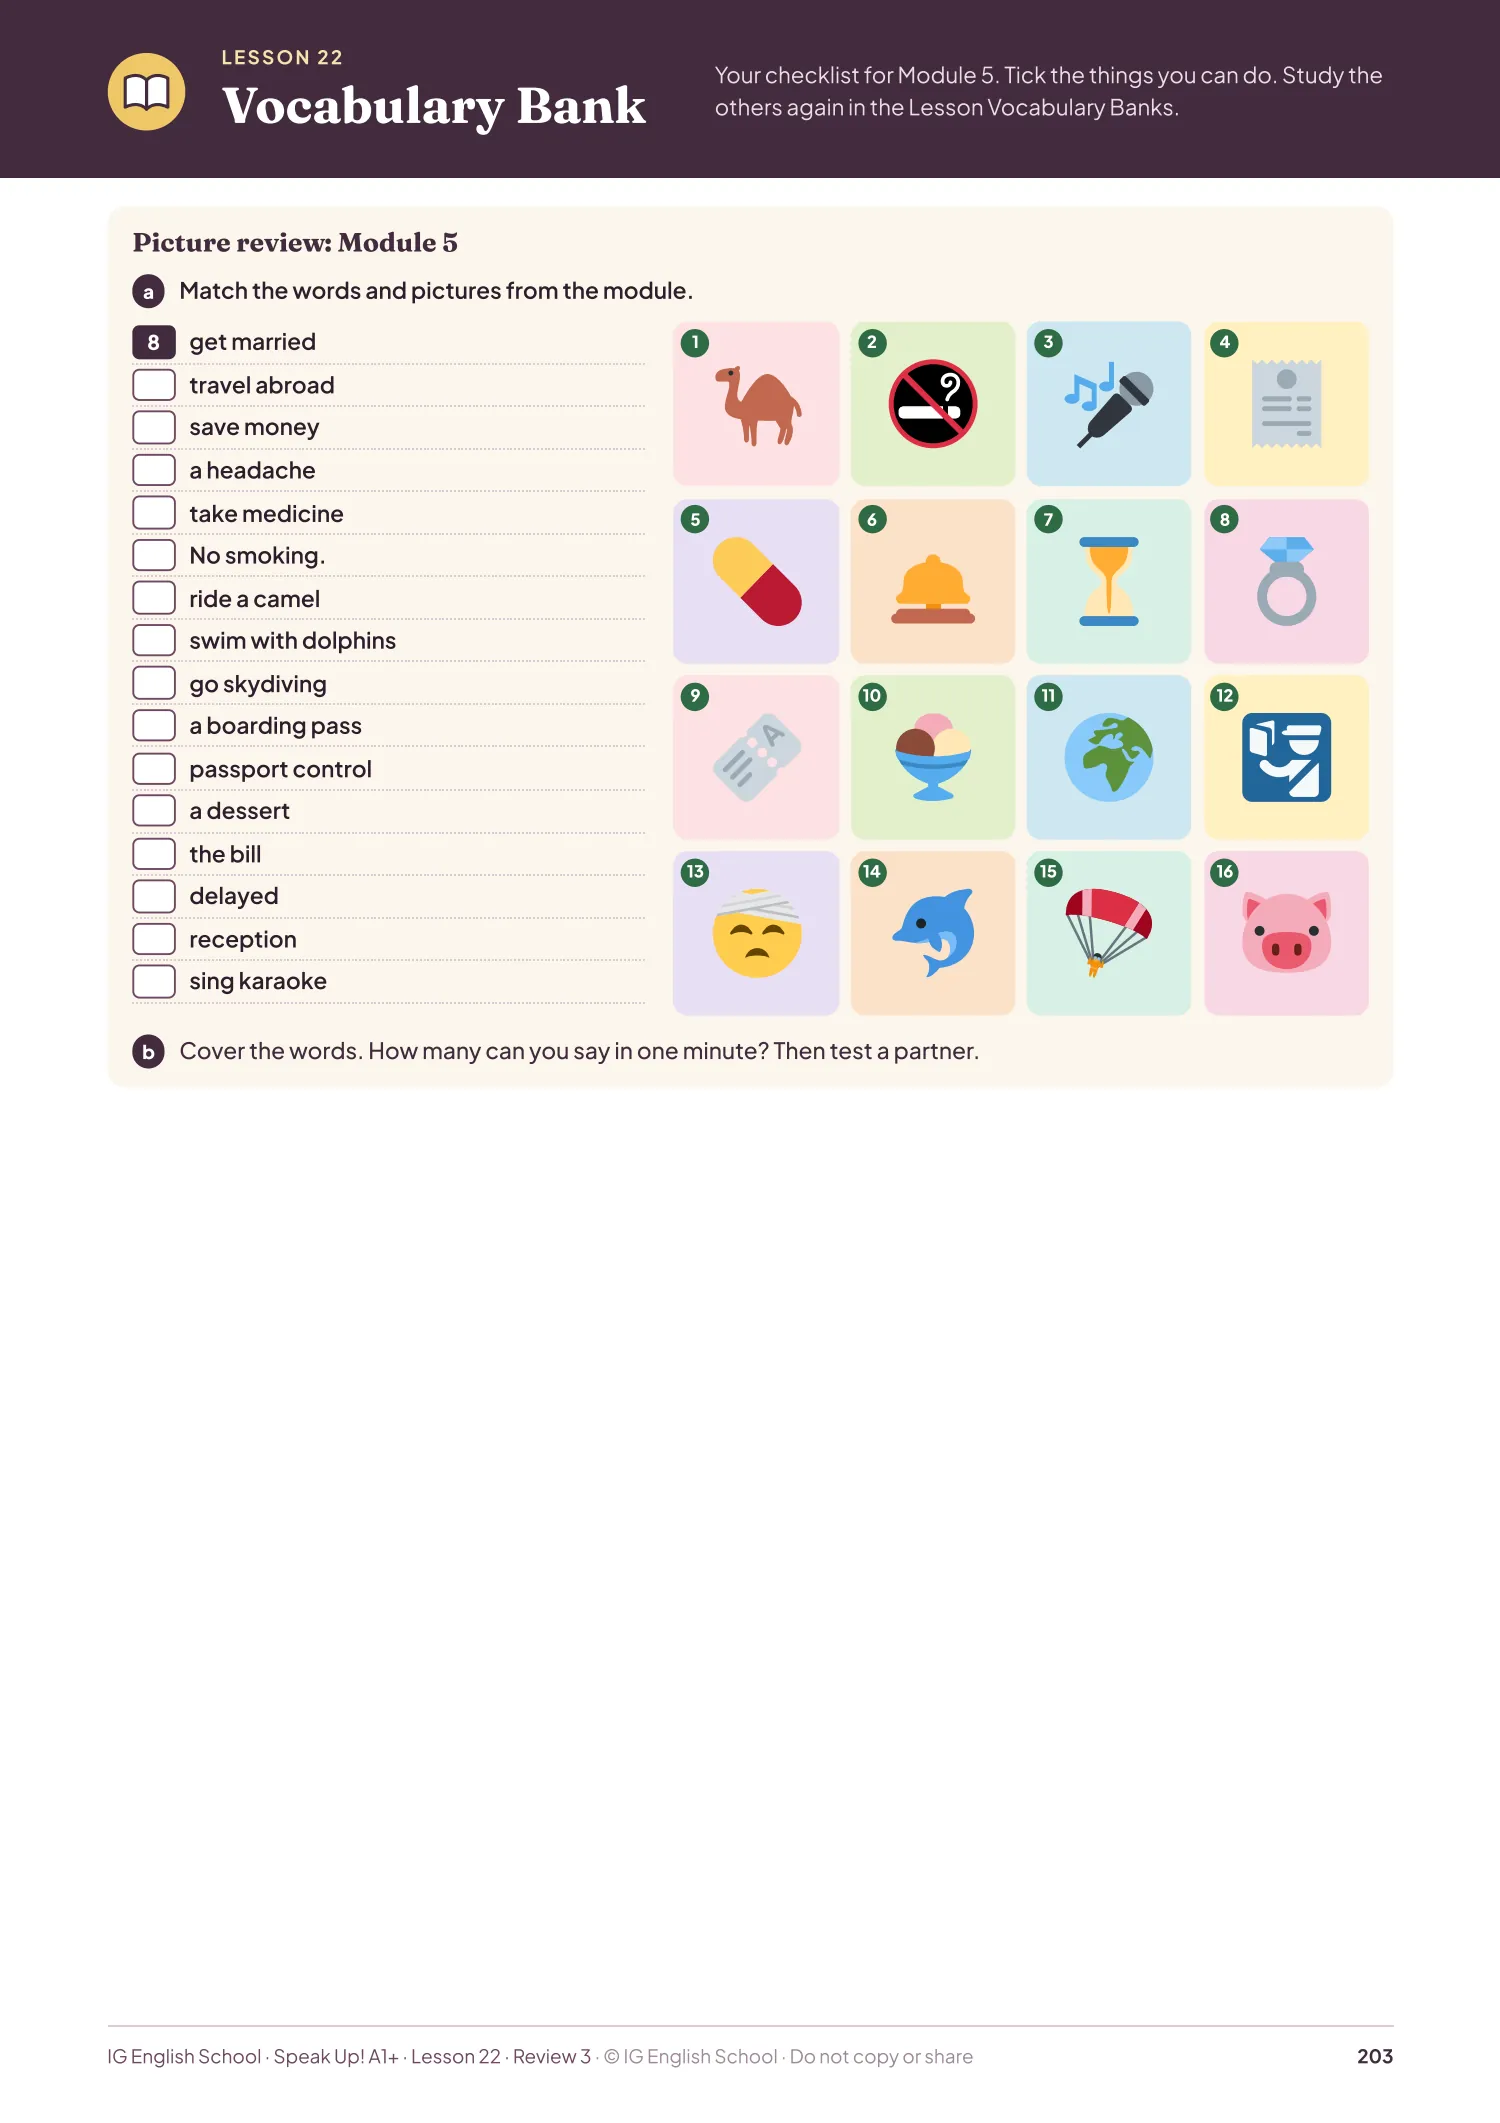 LESSON 22
Vocabulary Bank
Your checklist for Module 5. Tick the things you can do. Study the
others again in the Lesson Vocabulary Banks.
Picture review: Module 5
a Match the words and pictures from the module.
8 get married
travel abroad
save money
a headache
take medicine
No smoking.
ride a camel
swim with dolphins
go skydiving
a boarding pass
passport control
a dessert
the bill
delayed
reception
sing karaoke
1 2 3 4
5 6 7 8
9 10 11 12
A
13 14 15 16
b Cover the words. How many can you say in one minute? Then test a partner.
IG English School · Speak Up! A1+ · Lesson 22 · Review 3 · © IG English School · Do not copy or share 203